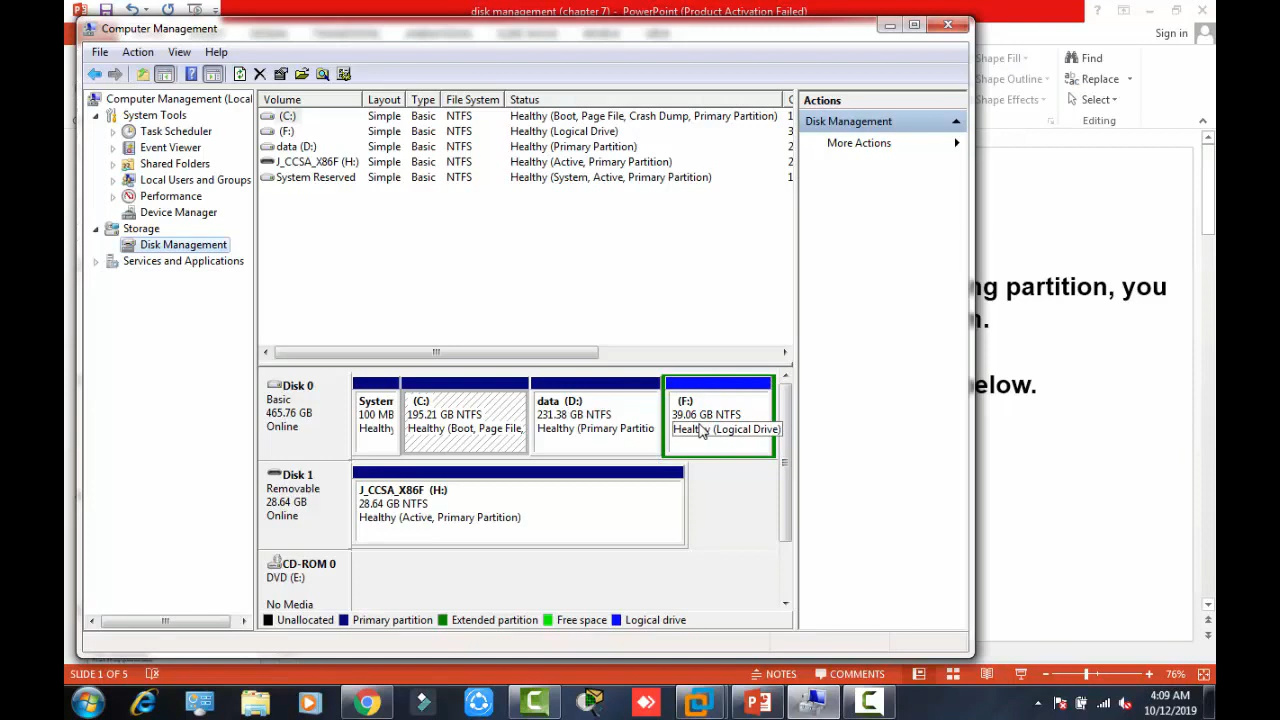 disk management (chapter 7) - PowerPoint (Product Activation Failed)
Computer Management
Sign in
File Action View Help
Shape Fill
Shape Outline
Shape Effects
Find
Replace
Select
Editing
Computer Management (Local
System Tools
Task Scheduler
Event Viewer
Shared Folders
Local Users and Groups
Performance
Device Manager
Storage
Disk Management
Services and Applications
Volume Layout Type File System Status C
(C:) Simple Basic NTFS Healthy (Boot, Page File, Crash Dump, Primary Partition) 1
(F:) Simple Basic NTFS Healthy (Logical Drive) 3
data (D:) Simple Basic NTFS Healthy (Primary Partition) 2
J_CCSA_X86F (H:) Simple Basic NTFS Healthy (Active, Primary Partition) 2
System Reserved Simple Basic NTFS Healthy (System, Active, Primary Partition) 1
Actions
Disk Management
More Actions
ng partition, you
n.
elow.
Disk 0
Basic
465.76 GB
Online
System
100 MB
Healthy
(C:)
195.21 GB NTFS
Healthy (Boot, Page File,
data (D:)
231.38 GB NTFS
Healthy (Primary Partitio
(F:)
39.06 GB NTFS
Healthy (Logical Drive)
Disk 1
Removable
28.64 GB
Online
J_CCSA_X86F (H:)
28.64 GB NTFS
Healthy (Active, Primary Partition)
CD-ROM 0
DVD (E:)
No Media
Unallocated Primary partition Extended partition Free space Logical drive
SLIDE 1 OF 5 NOTES COMMENTS 76%
4:09 AM
10/12/2019